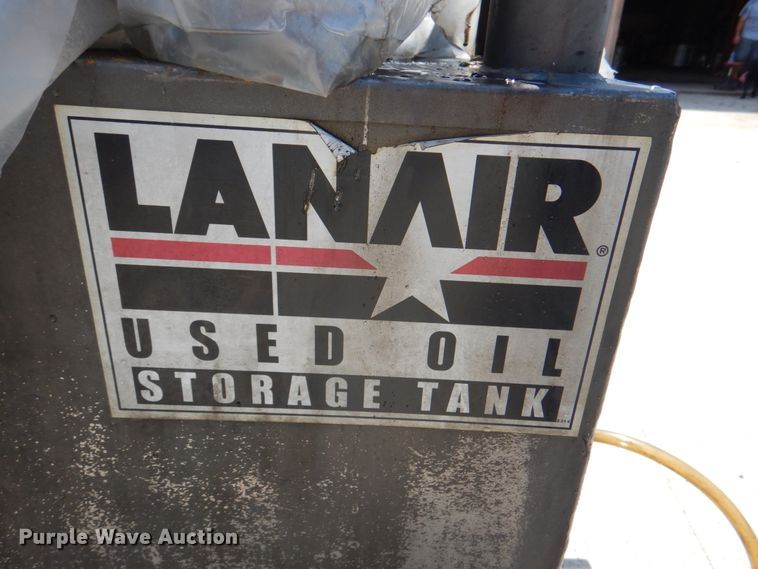 LANAIR®
USED OIL
STORAGE TANK
Purple Wave Auction